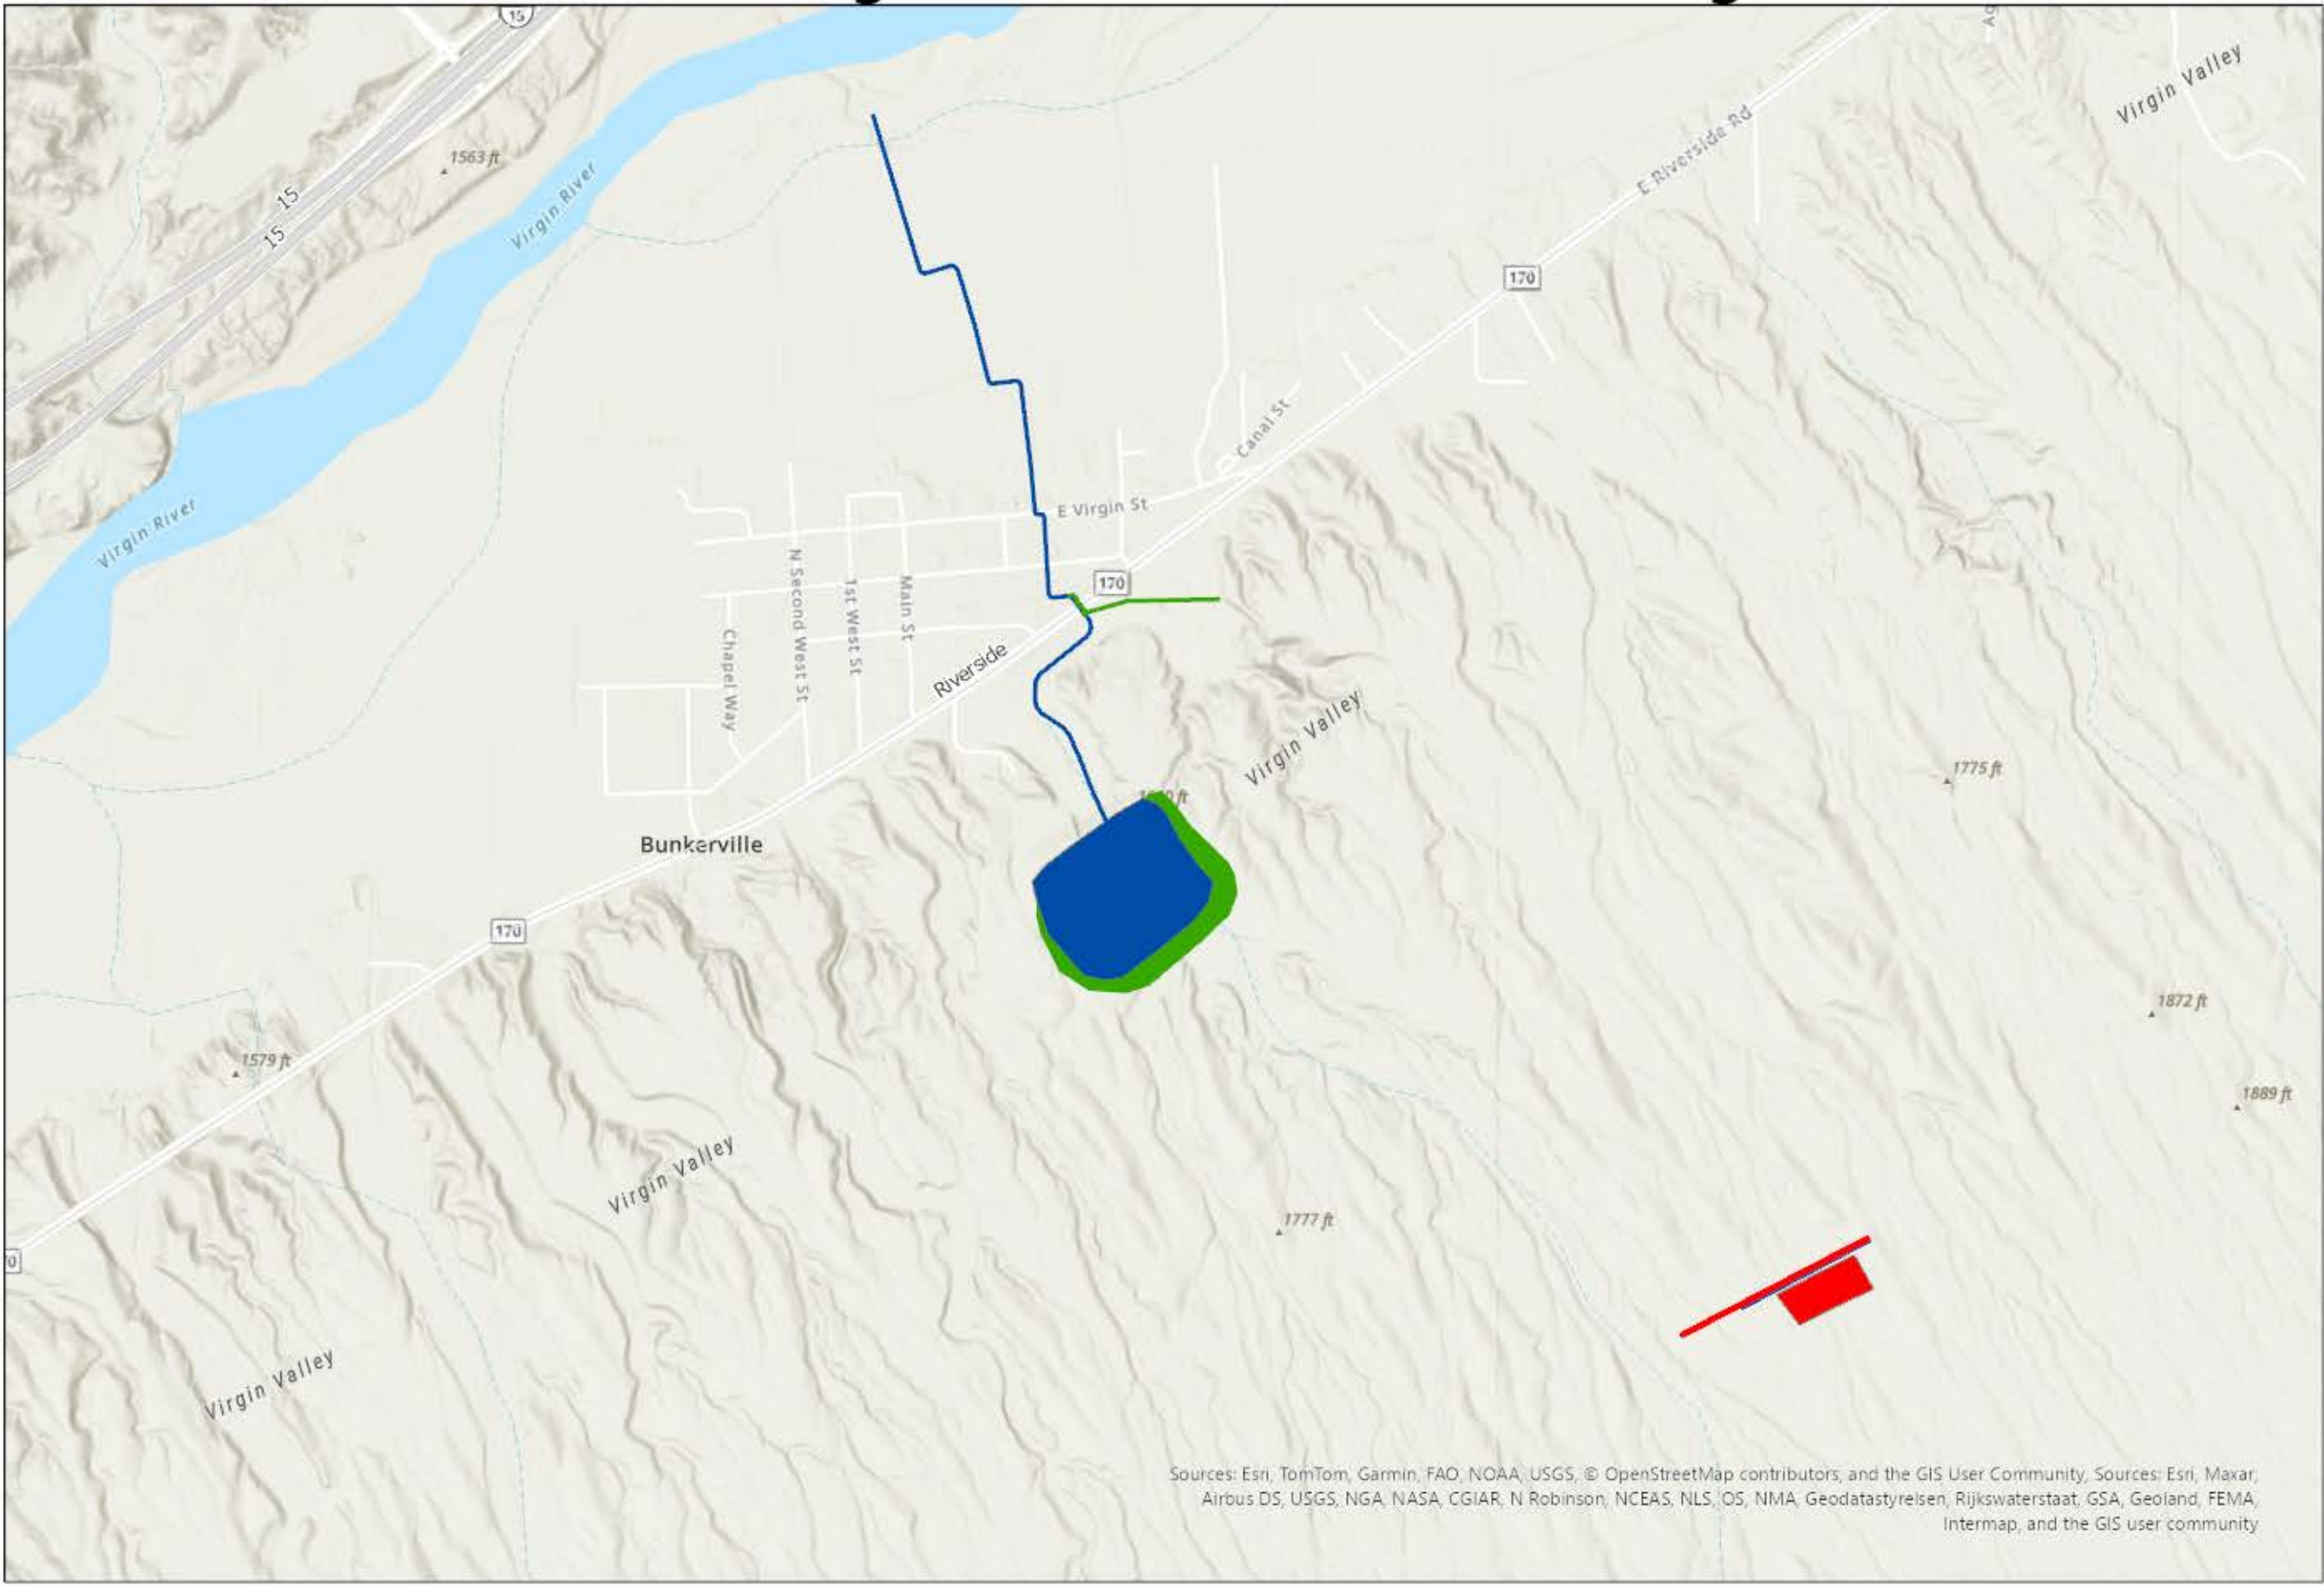 15
Virgin Valley
1563 ft
E Riverside Rd
15
Virgin River
15
170
Canal St
E Virgin St
Virgin River
170
N Second West St
1st West St
Main St
Chapel Way
Riverside
Virgin Valley
1775 ft
Bunkerville
170
1872 ft
1579 ft
1889 ft
Virgin Valley
1777 ft
Virgin Valley
Sources: Esri, TomTom, Garmin, FAO, NOAA, USGS, © OpenStreetMap contributors, and the GIS User Community, Sources: Esri, Maxar,
Airbus DS, USGS, NGA, NASA, CGIAR, N Robinson, NCEAS, NLS, OS, NMA, Geodatastyrelsen, Rijkswaterstaat, GSA, Geoland, FEMA,
Intermap, and the GIS user community